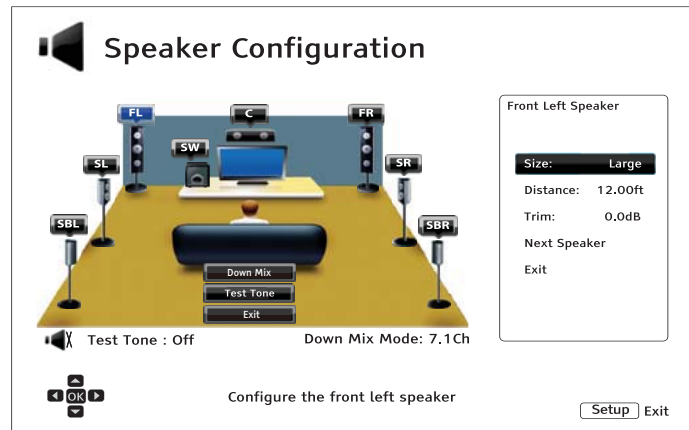 Speaker Configuration
FL
C
FR
SW
SL
SR
SBL
SBR
Down Mix
Test Tone
Exit
Test Tone : Off
Down Mix Mode: 7.1Ch
Front Left Speaker
Size: Large
Distance: 12.00ft
Trim: 0.0dB
Next Speaker
Exit
OK
Configure the front left speaker
Setup Exit